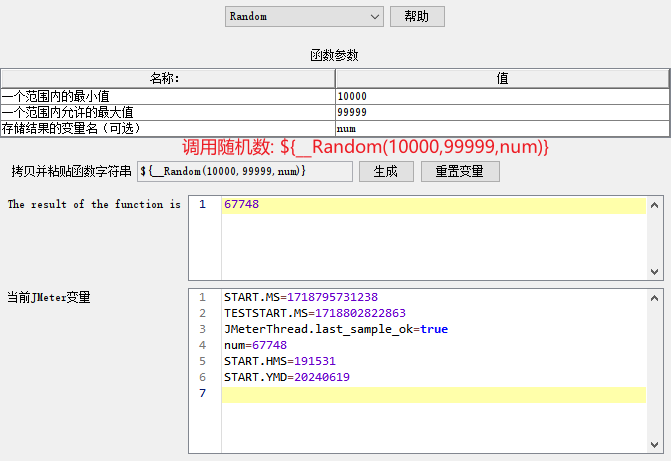 Random 帮助
函数参数
名称: 值
一个范围内的最小值 10000
一个范围内允许的最大值 99999
存储结果的变量名（可选） num
调用随机数: ${__Random(10000,99999,num)}
拷贝并粘贴函数字符串 ${__Random(10000,99999,num)} 生成 重置变量
The result of the function is 1 67748
当前JMeter变量
1 START.MS=1718795731238
2 TESTSTART.MS=1718802822863
3 JMeterThread.last_sample_ok=true
4 num=67748
5 START.HMS=191531
6 START.YMD=20240619
7